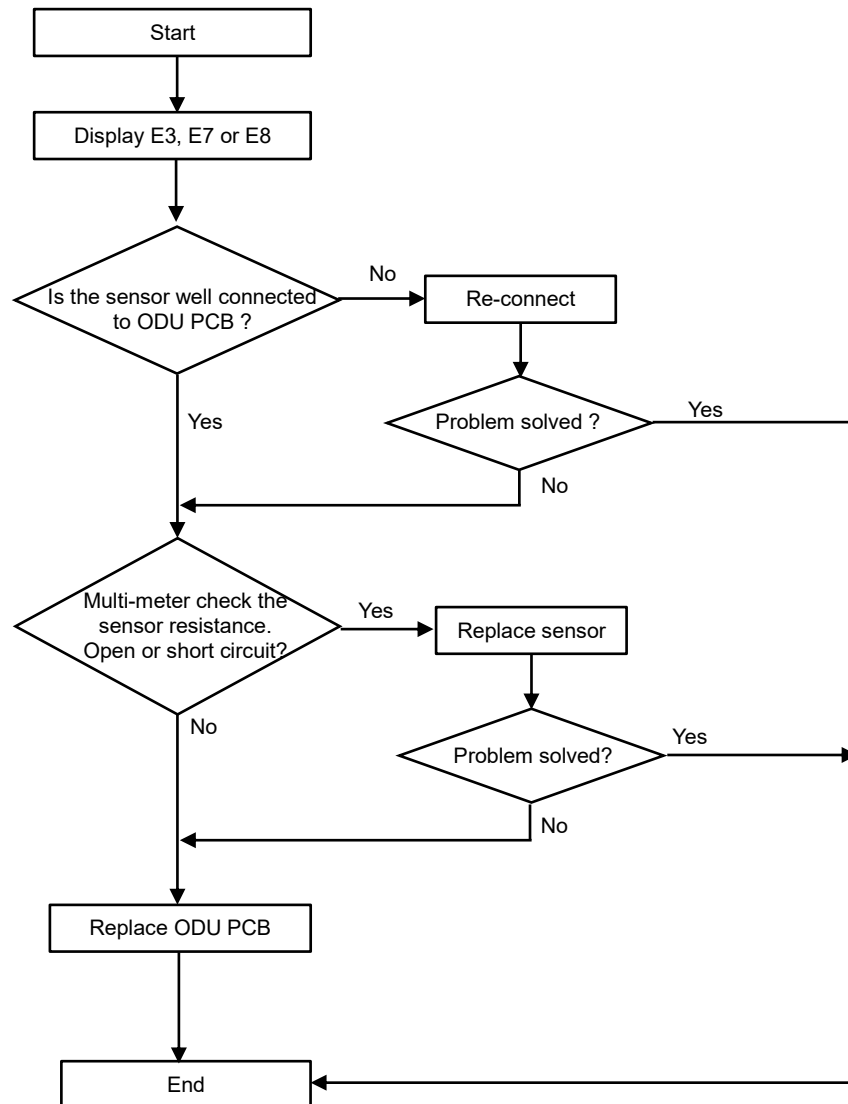 Start
Display E3, E7 or E8
Is the sensor well connected
to ODU PCB ?
No
Re-connect
Yes
Problem solved ?
Yes
No
Multi-meter check the
sensor resistance.
Open or short circuit?
Yes
Replace sensor
No
Problem solved?
Yes
No
Replace ODU PCB
End